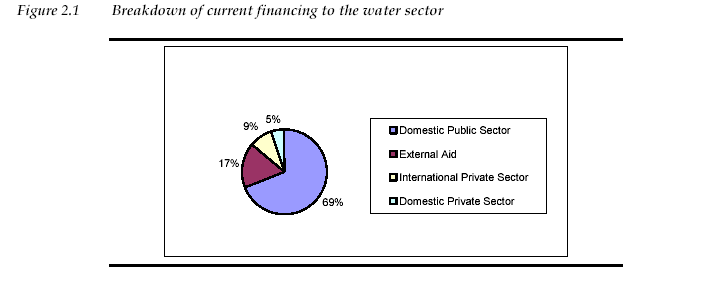 Figure 2.1 Breakdown of current financing to the water sector
5%
9%
17%
69%
Domestic Public Sector
External Aid
International Private Sector
Domestic Private Sector